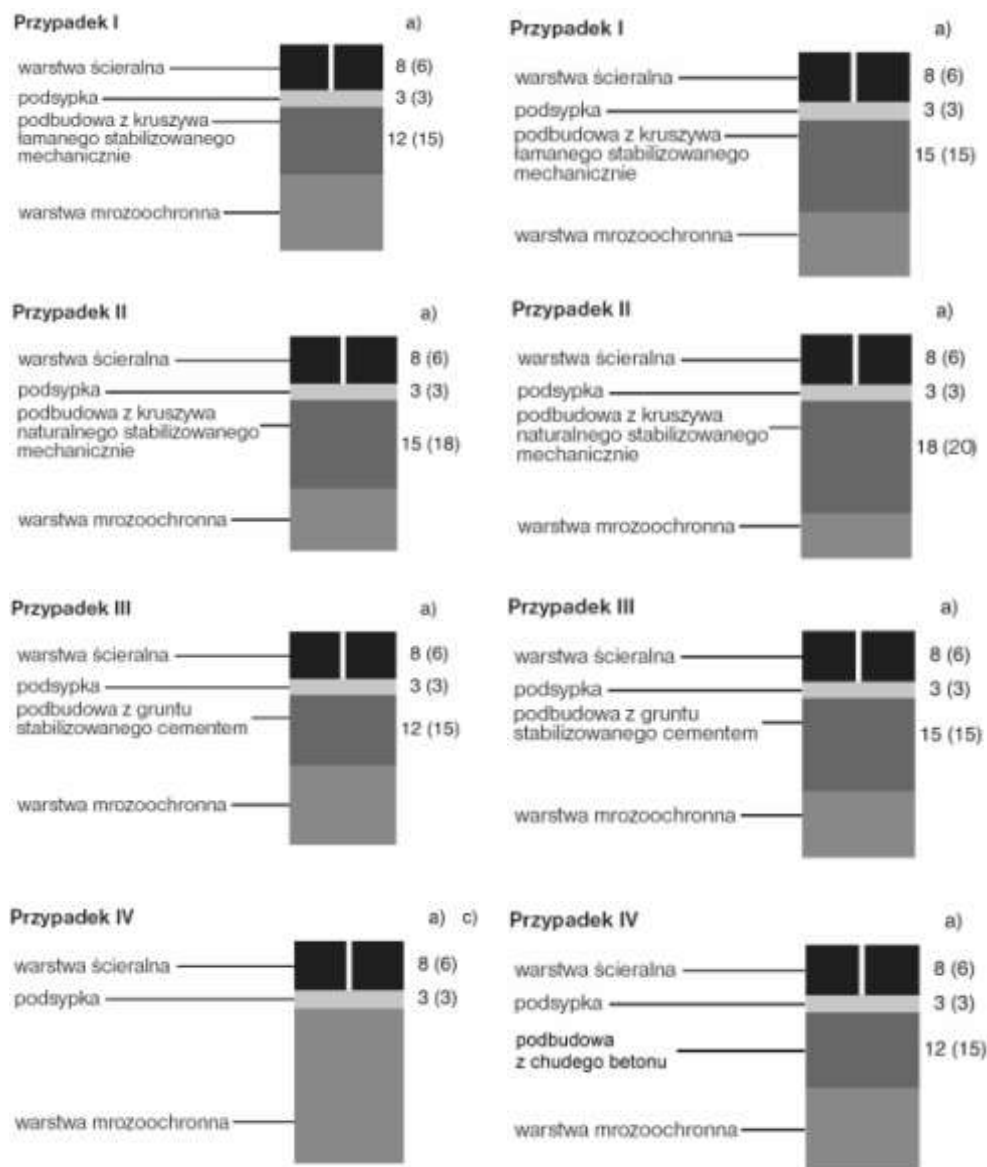 Przypadek I a)
warstwa ścieralna 8 (6)
podsypka 3 (3)
podbudowa z kruszywa
łamanego stabilizowanego 12 (15)
mechanicznie
warstwa mrozoochronna
Przypadek I a)
warstwa ścieralna 8 (6)
podsypka 3 (3)
podbudowa z kruszywa
łamanego stabilizowanego 15 (15)
mechanicznie
warstwa mrozoochronna
Przypadek II a)
warstwa ścieralna 8 (6)
podsypka 3 (3)
podbudowa z kruszywa
naturalnego stabilizowanego 15 (18)
mechanicznie
warstwa mrozoochronna
Przypadek II a)
warstwa ścieralna 8 (6)
podsypka 3 (3)
podbudowa z kruszywa
naturalnego stabilizowanego 18 (20)
mechanicznie
warstwa mrozoochronna
Przypadek III a)
warstwa ścieralna 8 (6)
podsypka 3 (3)
podbudowa z gruntu
stabilizowanego cementem 12 (15)
warstwa mrozoochronna
Przypadek III a)
warstwa ścieralna 8 (6)
podsypka 3 (3)
podbudowa z gruntu
stabilizowanego cementem 15 (15)
warstwa mrozoochronna
Przypadek IV a) c)
warstwa ścieralna 8 (6)
podsypka 3 (3)
warstwa mrozoochronna
Przypadek IV a)
warstwa ścieralna 8 (6)
podsypka 3 (3)
podbudowa
z chudego betonu 12 (15)
warstwa mrozoochronna